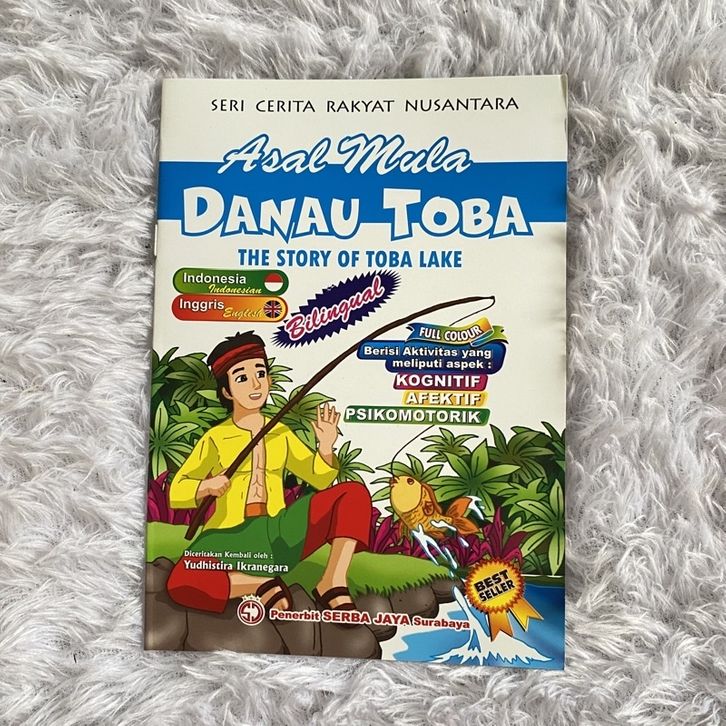 SERI CERITA RAKYAT NUSANTARA
Asal Mula
DANAU TOBA
THE STORY OF TOBA LAKE
Indonesia
Indonesian
Inggris
English
Bilingual
FULL COLOUR
Berisi Aktivitas yang
meliputi aspek :
KOGNITIF
AFEKTIF
PSIKOMOTORIK
Diceritakan Kembali oleh :
Yudhistira Ikranegara
BEST
SELLER
Penerbit SERBA JAYA Surabaya